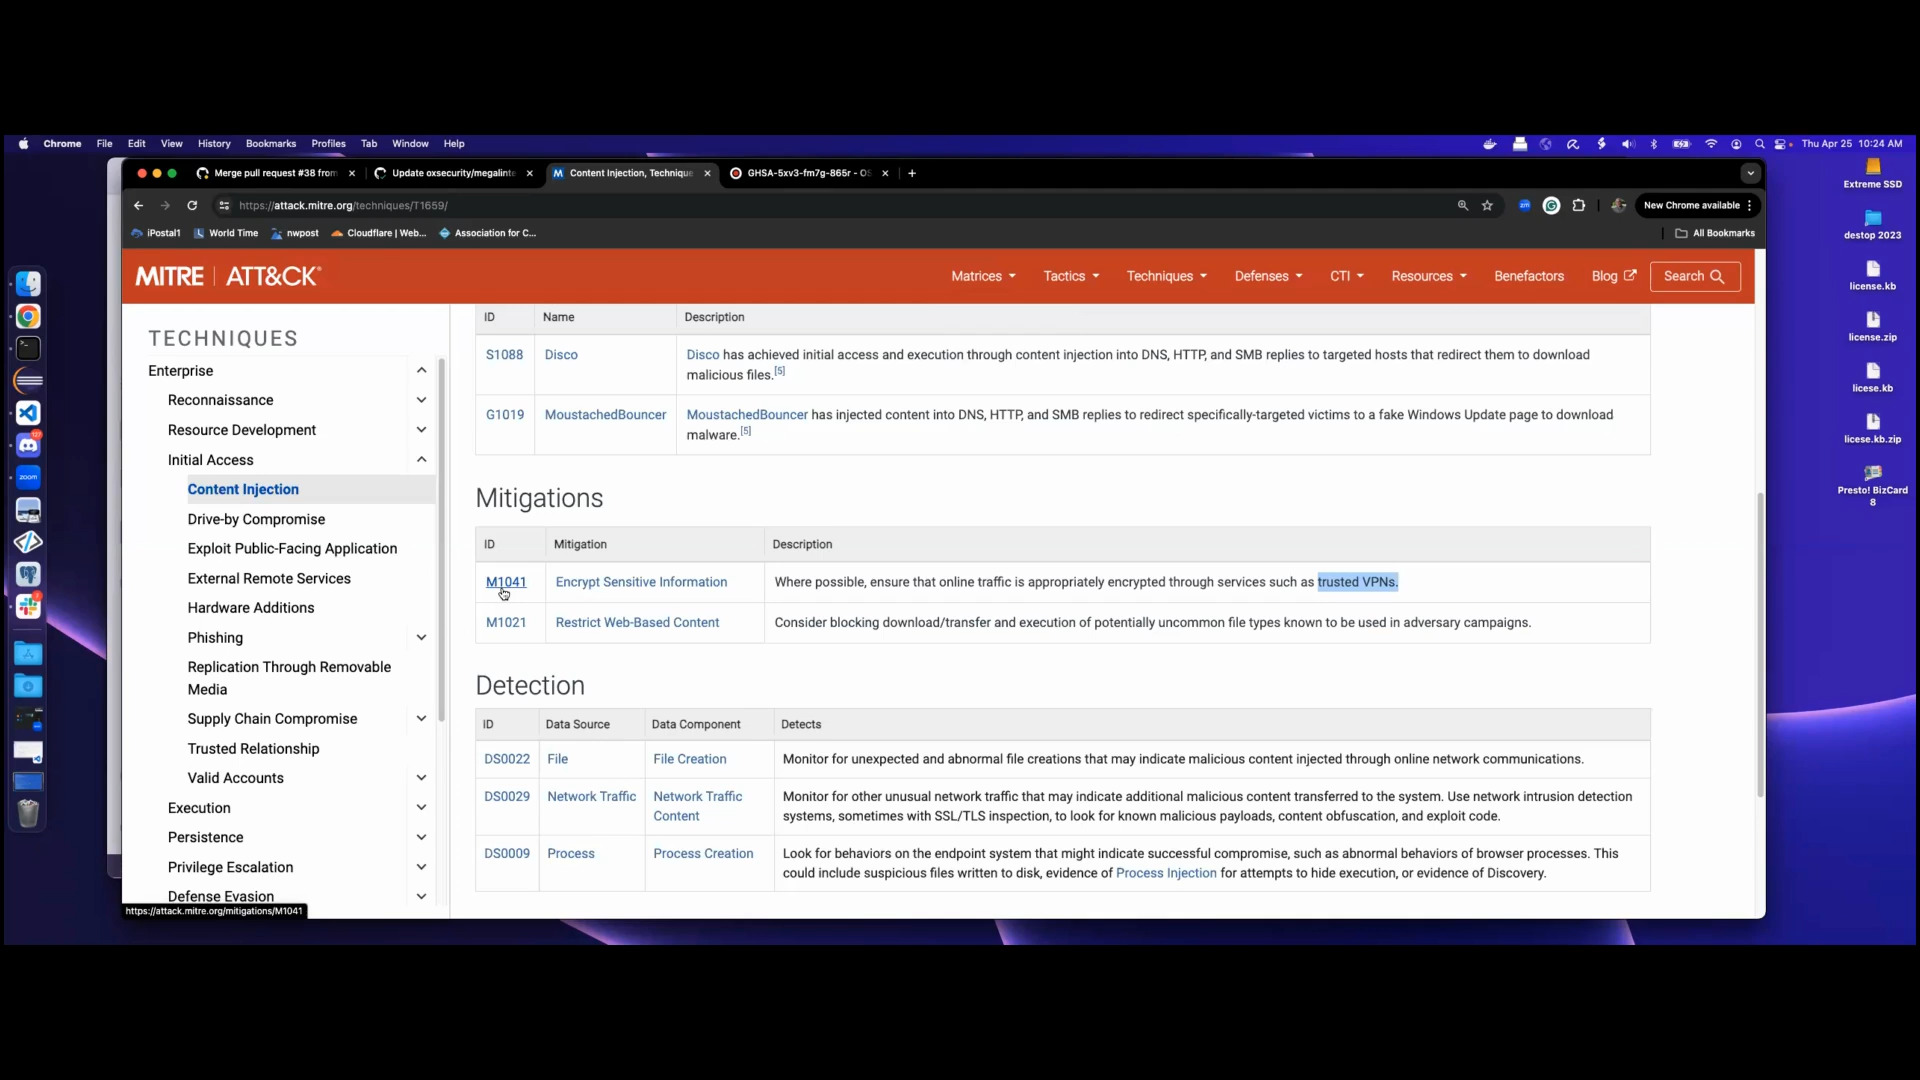 Chrome File Edit View History Bookmarks Profiles Tab Window Help Thu Apr 25 10:24 AM
Merge pull request #38 from Update oxsecurity/megalinte Content Injection, Technique GHSA-5xv3-fm7g-865r - OS
https://attack.mitre.org/techniques/T1659/ New Chrome available
iPostal1 World Time nwpost Cloudflare | Web... Association for C... All Bookmarks
MITRE | ATT&CK® Matrices Tactics Techniques Defenses CTI Resources Benefactors Blog Search
TECHNIQUES
Enterprise
Reconnaissance
Resource Development
Initial Access
Content Injection
Drive-by Compromise
Exploit Public-Facing Application
External Remote Services
Hardware Additions
Phishing
Replication Through Removable
Media
Supply Chain Compromise
Trusted Relationship
Valid Accounts
Execution
Persistence
Privilege Escalation
Defense Evasion
https://attack.mitre.org/mitigations/M1041
ID Name Description
S1088 Disco Disco has achieved initial access and execution through content injection into DNS, HTTP, and SMB replies to targeted hosts that redirect them to download
malicious files.[5]
G1019 MoustachedBouncer MoustachedBouncer has injected content into DNS, HTTP, and SMB replies to redirect specifically-targeted victims to a fake Windows Update page to download
malware.[5]
Mitigations
ID Mitigation Description
M1041 Encrypt Sensitive Information Where possible, ensure that online traffic is appropriately encrypted through services such as trusted VPNs.
M1021 Restrict Web-Based Content Consider blocking download/transfer and execution of potentially uncommon file types known to be used in adversary campaigns.
Detection
ID Data Source Data Component Detects
DS0022 File File Creation Monitor for unexpected and abnormal file creations that may indicate malicious content injected through online network communications.
DS0029 Network Traffic Network Traffic Monitor for other unusual network traffic that may indicate additional malicious content transferred to the system. Use network intrusion detection
Content systems, sometimes with SSL/TLS inspection, to look for known malicious payloads, content obfuscation, and exploit code.
DS0009 Process Process Creation Look for behaviors on the endpoint system that might indicate successful compromise, such as abnormal behaviors of browser processes. This
could include suspicious files written to disk, evidence of Process Injection for attempts to hide execution, or evidence of Discovery.
Extreme SSD
destop 2023
license.kb
license.zip
licese.kb
licese.kb.zip
Presto! BizCard
8
zoom